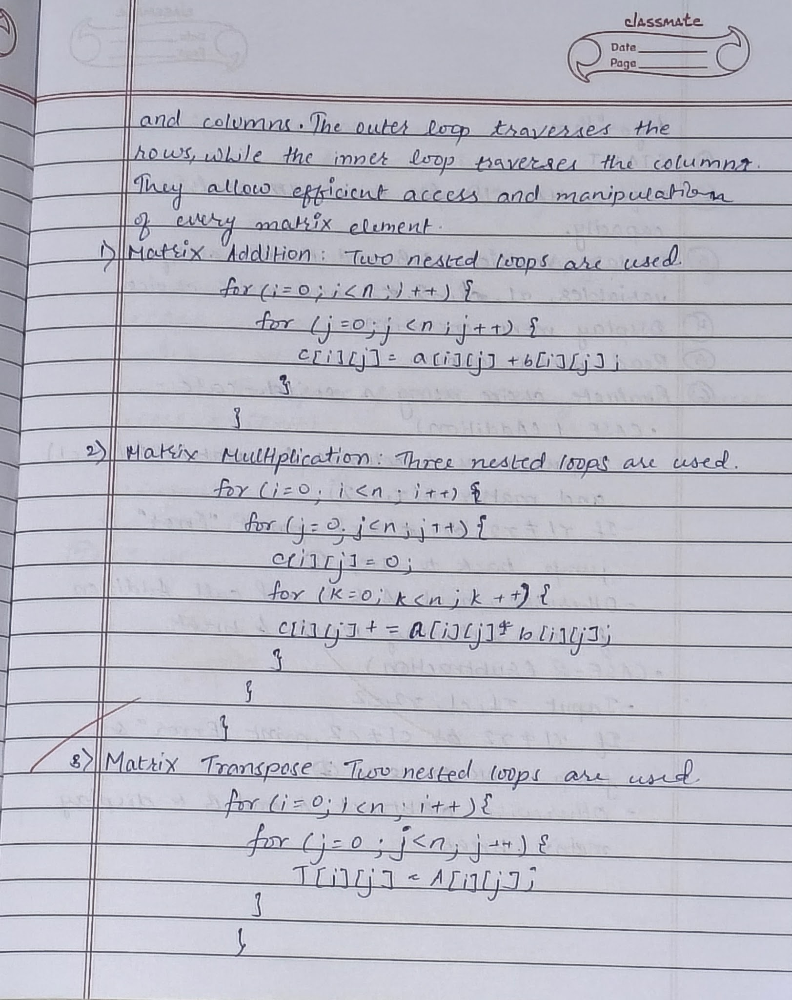 classmate
Date
Page
and columns. The outer loop traverses the
rows, while the inner loop traverses the columns.
They allow efficient access and manipulation
of every matrix element.
1) Matrix Addition : Two nested loops are used.
for (i=0; i<n; i++) {
for (j=0; j<n; j++) {
c[i][j] = a[i][j] + b[i][j];
}
}
2) Matrix Multiplication : Three nested loops are used.
for (i=0; i<n; i++) {
for (j=0; j<n; j++) {
c[i][j] = 0;
for (k=0; k<n; k++) {
c[i][j] += a[i][j] * b[i][j];
}
}
}
3) Matrix Transpose : Two nested loops are used
for (i=0; i<n; i++) {
for (j=0; j<n; j++) {
T[i][j] = A[i][j];
}
}